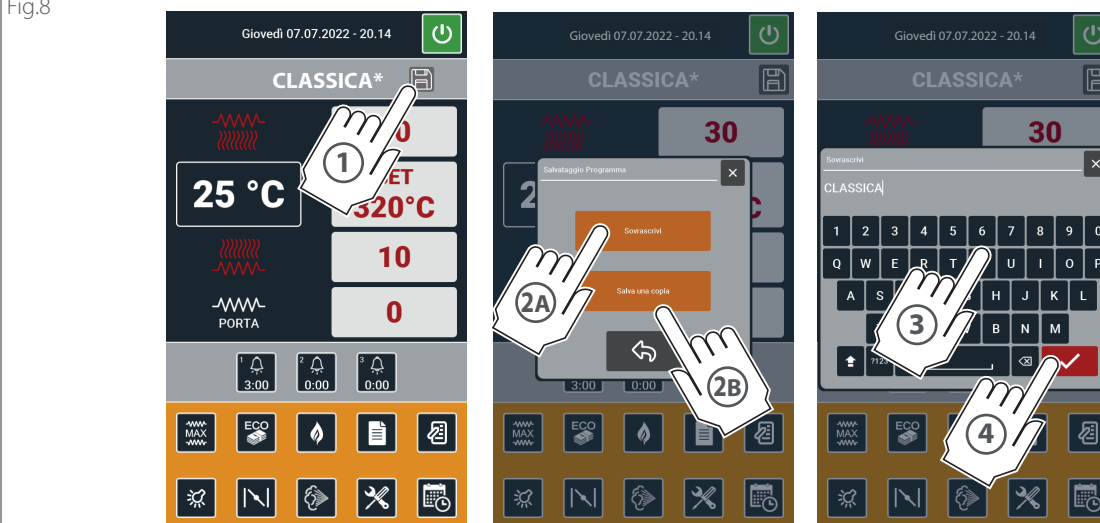 Fig.8
Giovedì 07.07.2022 - 20.14
CLASSICA*
25 °C
320°C
10
PORTA
0
1
3:00
2
0:00
3
0:00
MAX
ECO
1
Giovedì 07.07.2022 - 20.14
CLASSICA*
30
2
Salvataggio Programma
×
Sovrascrivi
Salva una copia
3:00
0:00
MAX
ECO
2A
2B
Giovedì 07.07.2022 - 20.14
CLASSICA*
30
Sovrascrivi
×
CLASSICA
1 2 3 4 5 6 7 8 9 0
Q W E R T U I O P
A S H J K L
B N M
?123
MAX
ECO
3
4